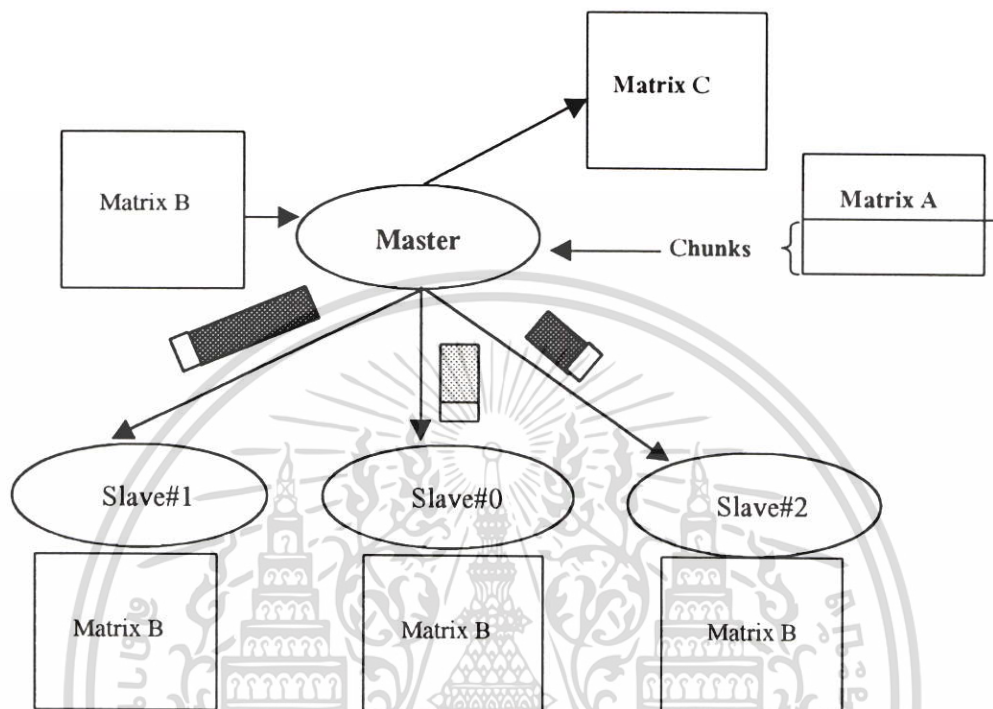 Matrix C
Matrix B
Matrix A
Master
Chunks
Slave#1
Slave#0
Slave#2
Matrix B
Matrix B
Matrix B